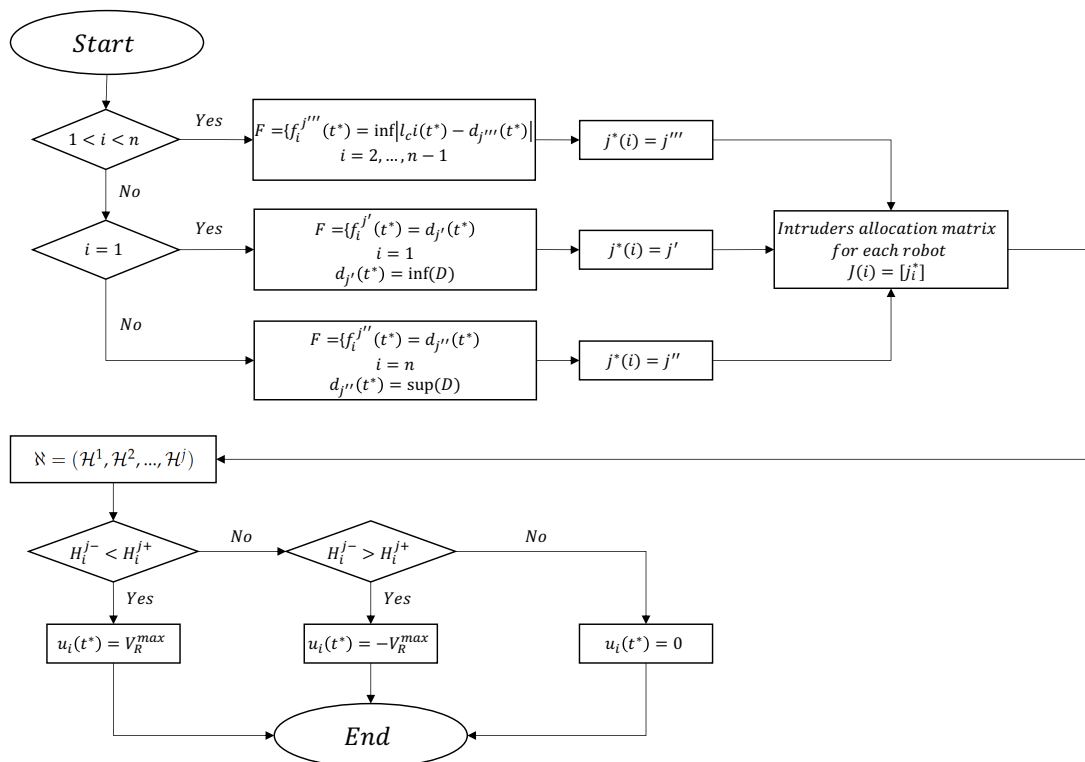 Start
1 < i < n
Yes
F ={f_i^{j'''}(t*) = inf|l_c i(t*) − d_{j'''}(t*)|
i = 2, ..., n − 1
j*(i) = j'''
No
i = 1
Yes
F ={f_i^{j'}(t*) = d_{j'}(t*)
i = 1
d_{j'}(t*) = inf(D)
j*(i) = j'
Intruders allocation matrix
for each robot
J(i) = [j_i^*]
No
F ={f_i^{j''}(t*) = d_{j''}(t*)
i = n
d_{j''}(t*) = sup(D)
j*(i) = j''
ℵ = (ℋ^1, ℋ^2, ..., ℋ^j)
H_i^{j−} < H_i^{j+}
No
H_i^{j−} > H_i^{j+}
No
Yes
Yes
u_i(t*) = V_R^{max}
u_i(t*) = −V_R^{max}
u_i(t*) = 0
End